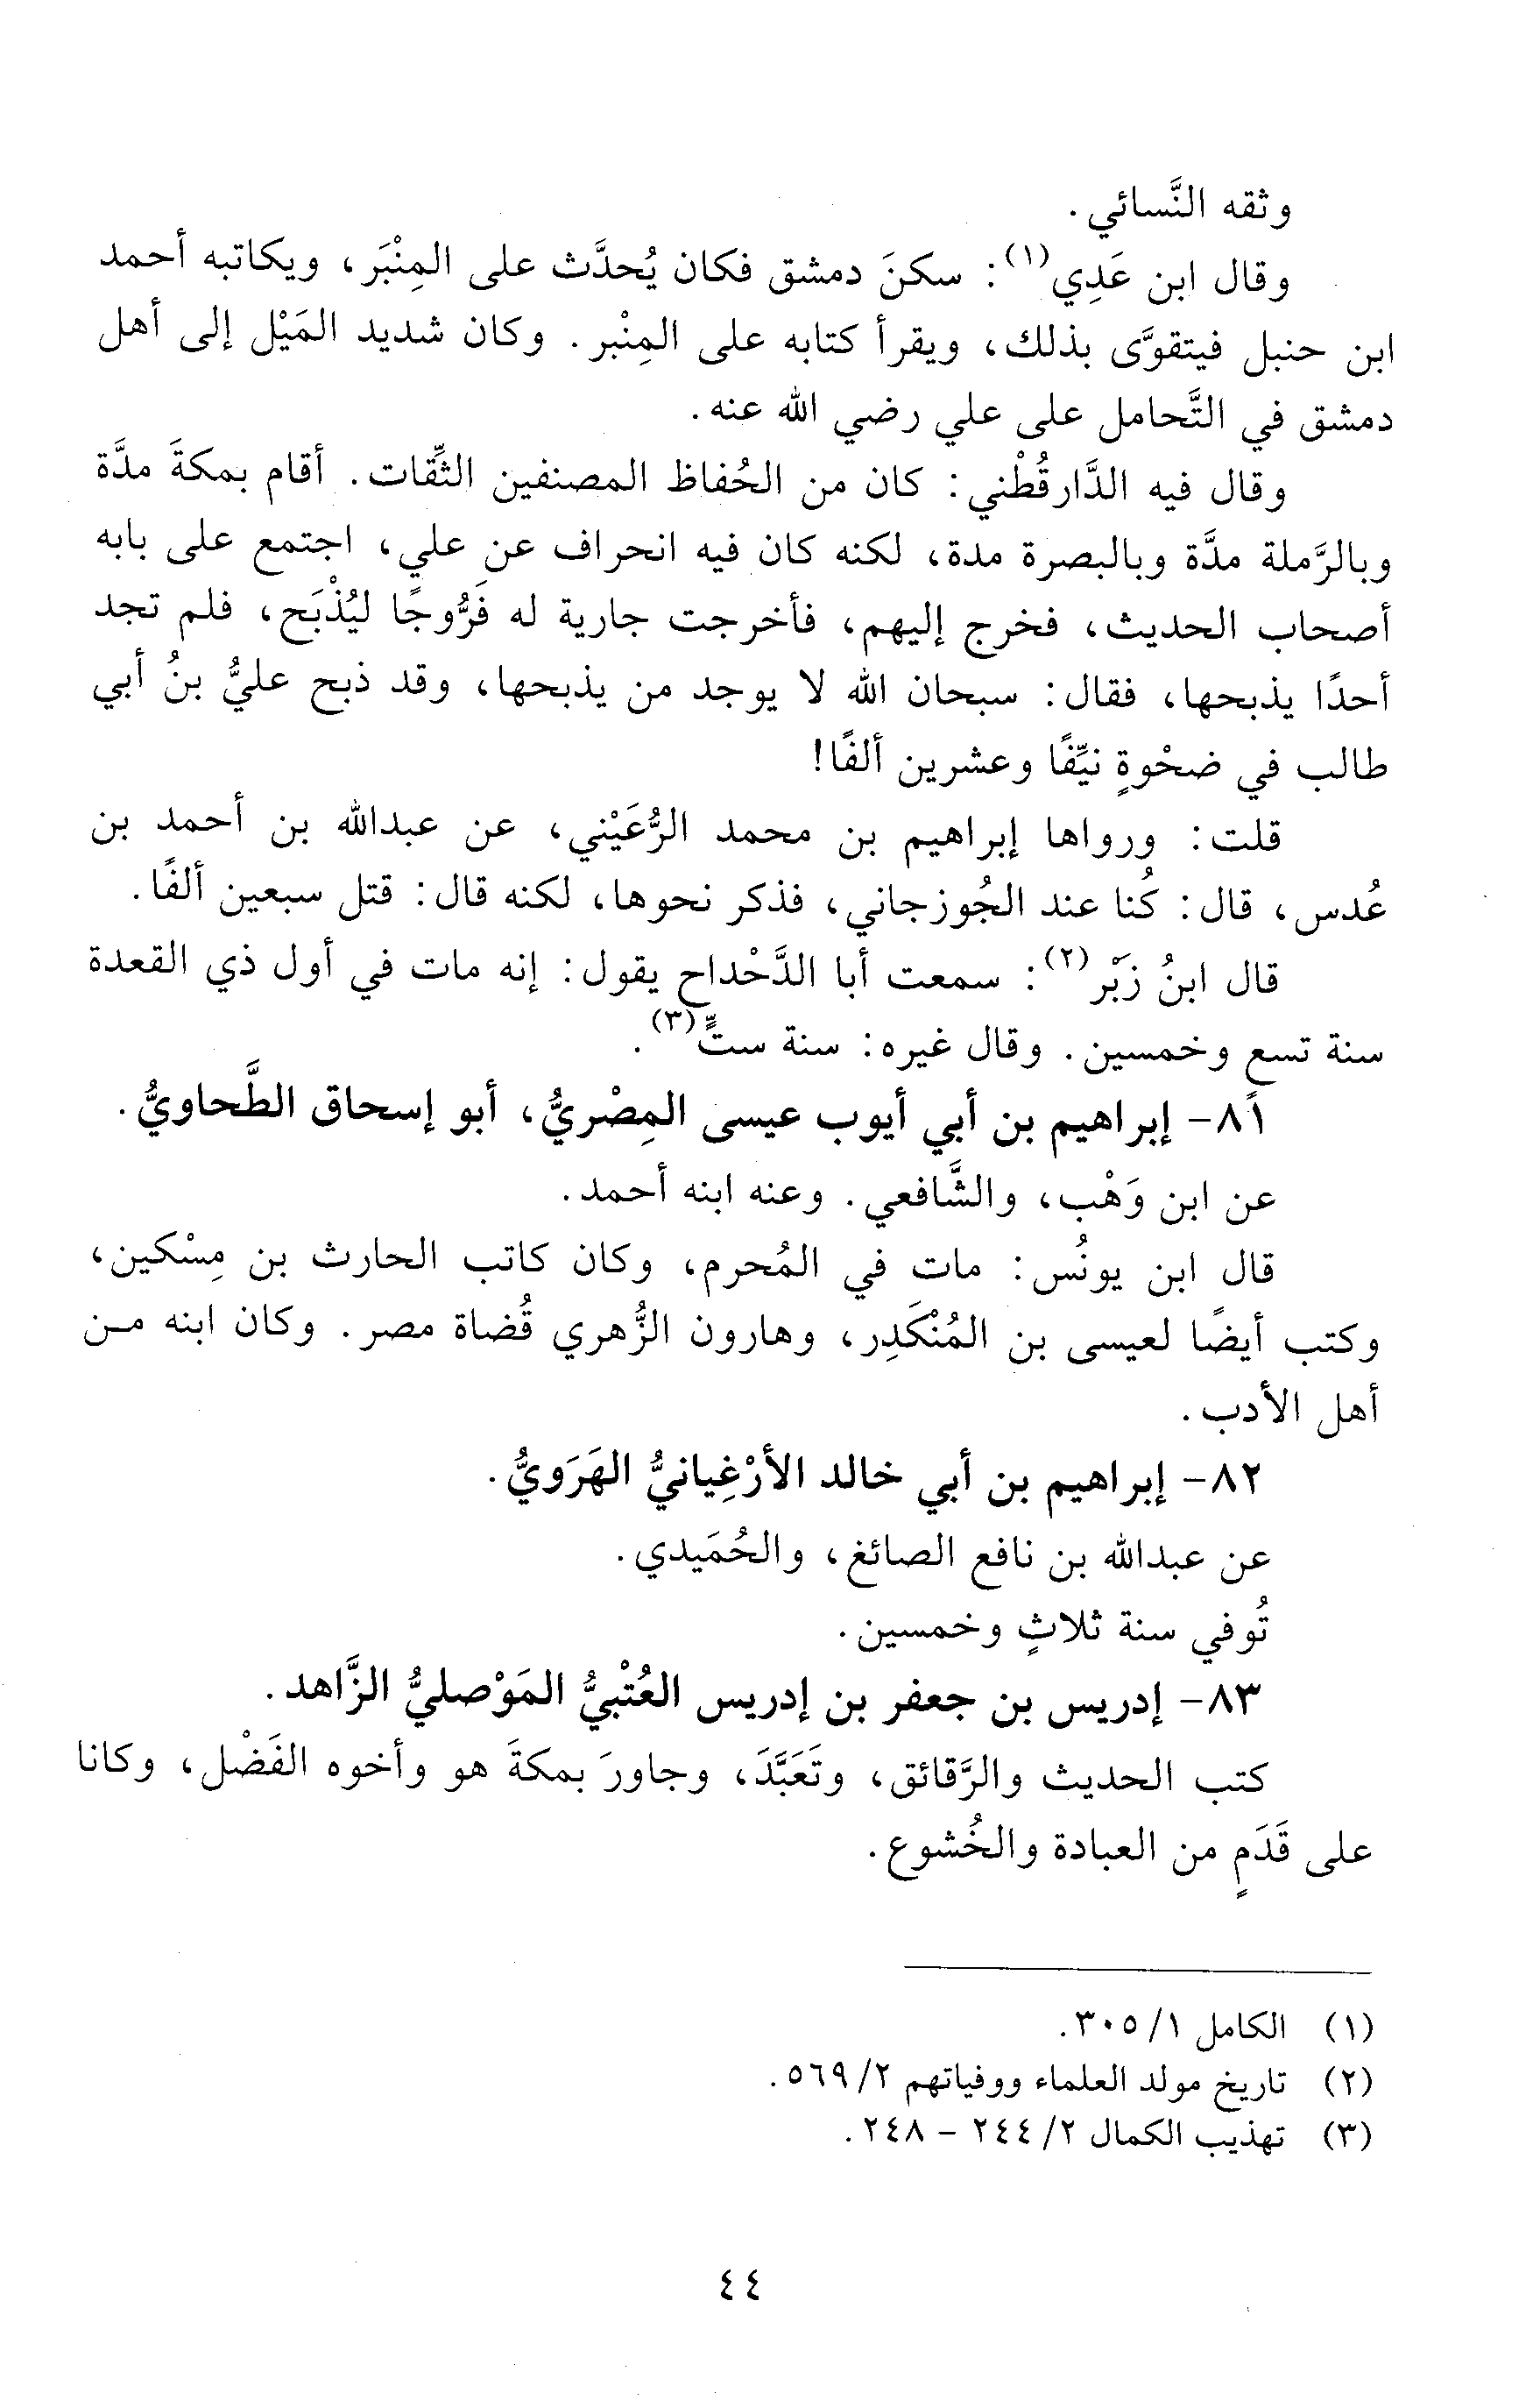 وثقه النَّسائي.
وقال ابن عَدِي(١): سكنَ دمشق فكان يُحدَّث على المِنْبَر، ويكاتبه أحمد
ابن حنبل فيتقوَّى بذلك، ويقرأ كتابه على المِنْبر. وكان شديد المَيْل إلى أهل
دمشق في التَّحامل على علي رضي الله عنه.
وقال فيه الدَّارقُطْني: كان من الحُفاظ المصنفين الثِّقات. أقام بمكةَ مدَّة
وبالرَّملة مدَّة وبالبصرة مدة، لكنه كان فيه انحراف عن علي، اجتمع على بابه
أصحاب الحديث، فخرج إليهم، فأخرجت جارية له فَرُّوجًا ليُذْبَح، فلم تجد
أحدًا يذبحها، فقال: سبحان الله لا يوجد من يذبحها، وقد ذبح عليُّ بنُ أبي
طالب في ضحْوةٍ نيِّفًا وعشرين ألفًا!
قلت: ورواها إبراهيم بن محمد الرُّعَيْني، عن عبدالله بن أحمد بن
عُدس، قال: كُنا عند الجُوزجاني، فذكر نحوها، لكنه قال: قتل سبعين ألفًا.
قال ابنُ زَبْر(٢): سمعت أبا الدَّحْداح يقول: إنه مات في أول ذي القعدة
سنة تسع وخمسين. وقال غيره: سنة ستٍّ(٣).
٨١- إبراهيم بن أبي أيوب عيسى المِصْريُّ، أبو إسحاق الطَّحاويُّ.
عن ابن وَهْب، والشَّافعي. وعنه ابنه أحمد.
قال ابن يونُس: مات في المُحرم، وكان كاتب الحارث بن مِسْكين،
وكتب أيضًا لعيسى بن المُنْكَدِر، وهارون الزُّهري قُضاة مصر. وكان ابنه مـن
أهل الأدب.
٨٢- إبراهيم بن أبي خالد الأرْغِيانيُّ الهَرَويُّ.
عن عبدالله بن نافع الصائغ، والحُمَيدي.
تُوفي سنة ثلاثٍ وخمسين.
٨٣- إدريس بن جعفر بن إدريس العُتْبيُّ المَوْصليُّ الزَّاهد.
كتب الحديث والرَّقائق، وتَعَبَّدَ، وجاورَ بمكةَ هو وأخوه الفَضْل، وكانا
على قَدَمٍ من العبادة والخُشوع.
(١) الكامل ١/ ٣٠٥.
(٢) تاريخ مولد العلماء ووفياتهم ٢/ ٥٦٩.
(٣) تهذيب الكمال ٢/ ٢٤٤ - ٢٤٨.
٤٤